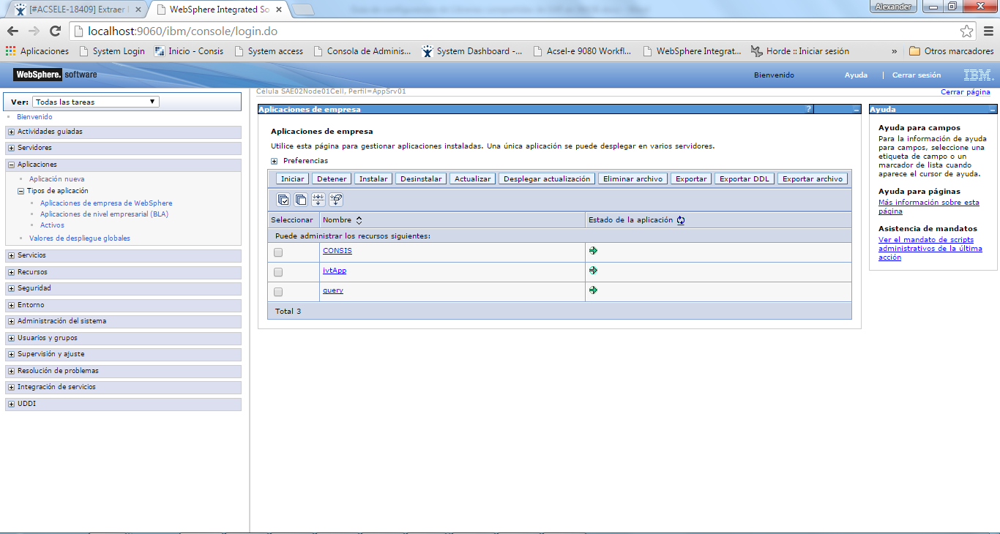 [#ACSELE-18409] Extraer
WebSphere Integrated So
Alexander
localhost:9060/ibm/console/login.do
Aplicaciones
System Login
Inicio - Consis
System access
Consola de Adminis...
System Dashboard -...
Acsel-e 9080 Workfl...
WebSphere Integrat...
Horde :: Iniciar sesión
»
Otros marcadores
WebSphere. software
Bienvenido
Ayuda
Cerrar sesión
IBM.
Ver: Todas las tareas
Bienvenido
Actividades guiadas
Servidores
Aplicaciones
Aplicación nueva
Tipos de aplicación
Aplicaciones de empresa de WebSphere
Aplicaciones de nivel empresarial (BLA)
Activos
Valores de despliegue globales
Servicios
Recursos
Seguridad
Entorno
Administración del sistema
Usuarios y grupos
Supervisión y ajuste
Resolución de problemas
Integración de servicios
UDDI
Célula SAE02Node01Cell, Perfil=AppSrv01
Cerrar página
Aplicaciones de empresa
?
Aplicaciones de empresa
Utilice esta página para gestionar aplicaciones instaladas. Una única aplicación se puede desplegar en varios servidores.
Preferencias
Iniciar Detener Instalar Desinstalar Actualizar Desplegar actualización Eliminar archivo Exportar Exportar DDL Exportar archivo
Seleccionar Nombre Estado de la aplicación
Puede administrar los recursos siguientes:
CONSIS
ivtApp
query
Total 3
Ayuda
Ayuda para campos
Para la información de ayuda
para campos, seleccione una
etiqueta de campo o un
marcador de lista cuando
aparece el cursor de ayuda.
Ayuda para páginas
Más información sobre esta
página
Asistencia de mandatos
Ver el mandato de scripts
administrativos de la última
acción